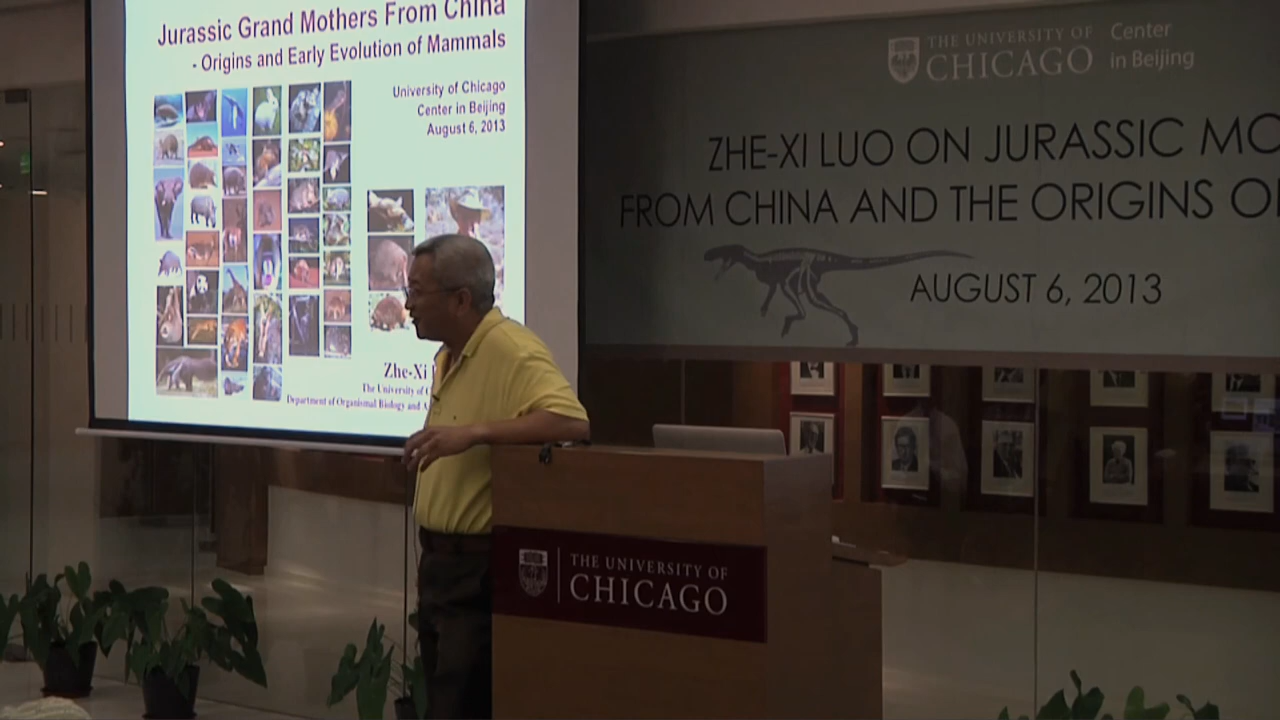 Jurassic Grand Mothers From China
- Origins and Early Evolution of Mammals
University of Chicago
Center in Beijing
August 6, 2013
Zhe-Xi
The University of
Department of Organismal Biology and
THE UNIVERSITY OF
CHICAGO
Center
in Beijing
ZHE-XI LUO ON JURASSIC MO
FROM CHINA AND THE ORIGINS O
AUGUST 6, 2013
THE UNIVERSITY OF
CHICAGO